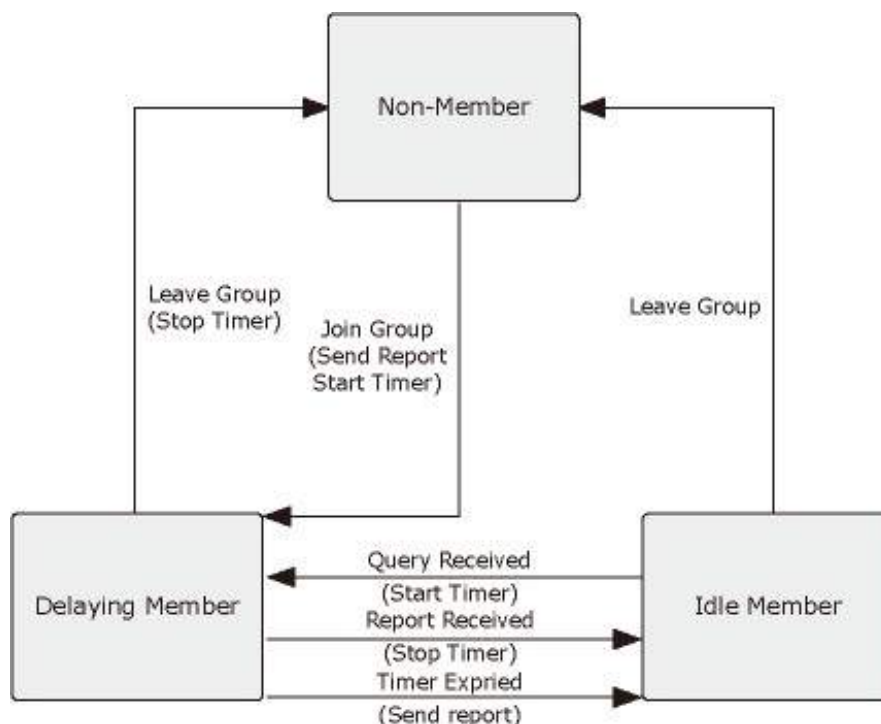 Non-Member
Leave Group
(Stop Timer)
Join Group
(Send Report
Start Timer)
Leave Group
Delaying Member
Query Received
(Start Timer)
Report Received
(Stop Timer)
Timer Expried
(Send report)
Idle Member